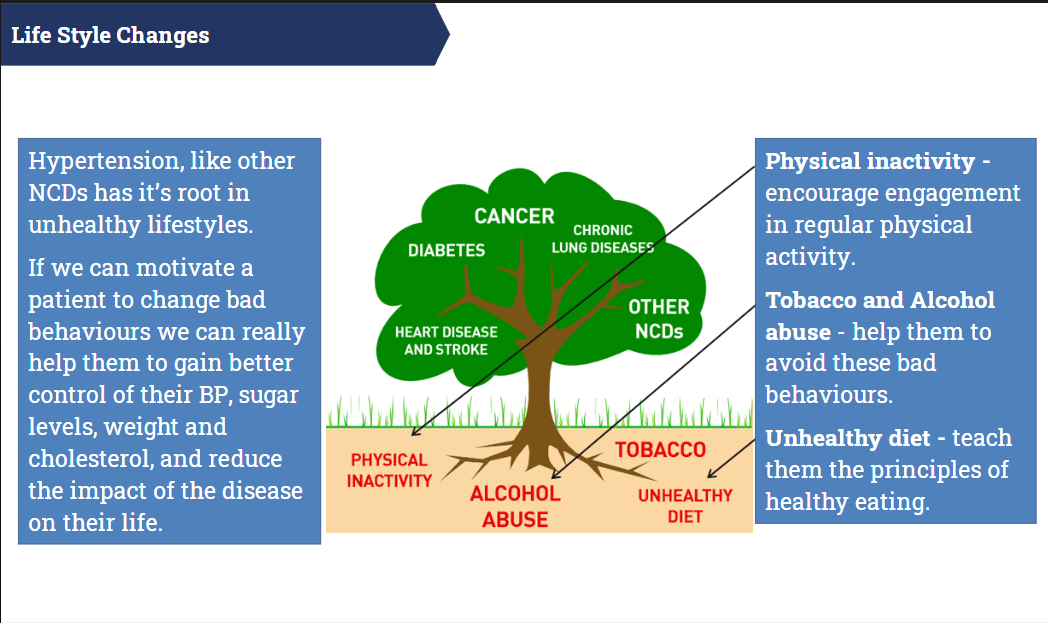 Life Style Changes
Hypertension, like other
NCDs has it's root in
unhealthy lifestyles.
If we can motivate a
patient to change bad
behaviours we can really
help them to gain better
control of their BP, sugar
levels, weight and
cholesterol, and reduce
the impact of the disease
on their life.
CANCER
DIABETES
CHRONIC
LUNG DISEASES
HEART DISEASE
AND STROKE
OTHER
NCDs
PHYSICAL
INACTIVITY
ALCOHOL
ABUSE
TOBACCO
UNHEALTHY
DIET
Physical inactivity -
encourage engagement
in regular physical
activity.
Tobacco and Alcohol
abuse - help them to
avoid these bad
behaviours.
Unhealthy diet - teach
them the principles of
healthy eating.